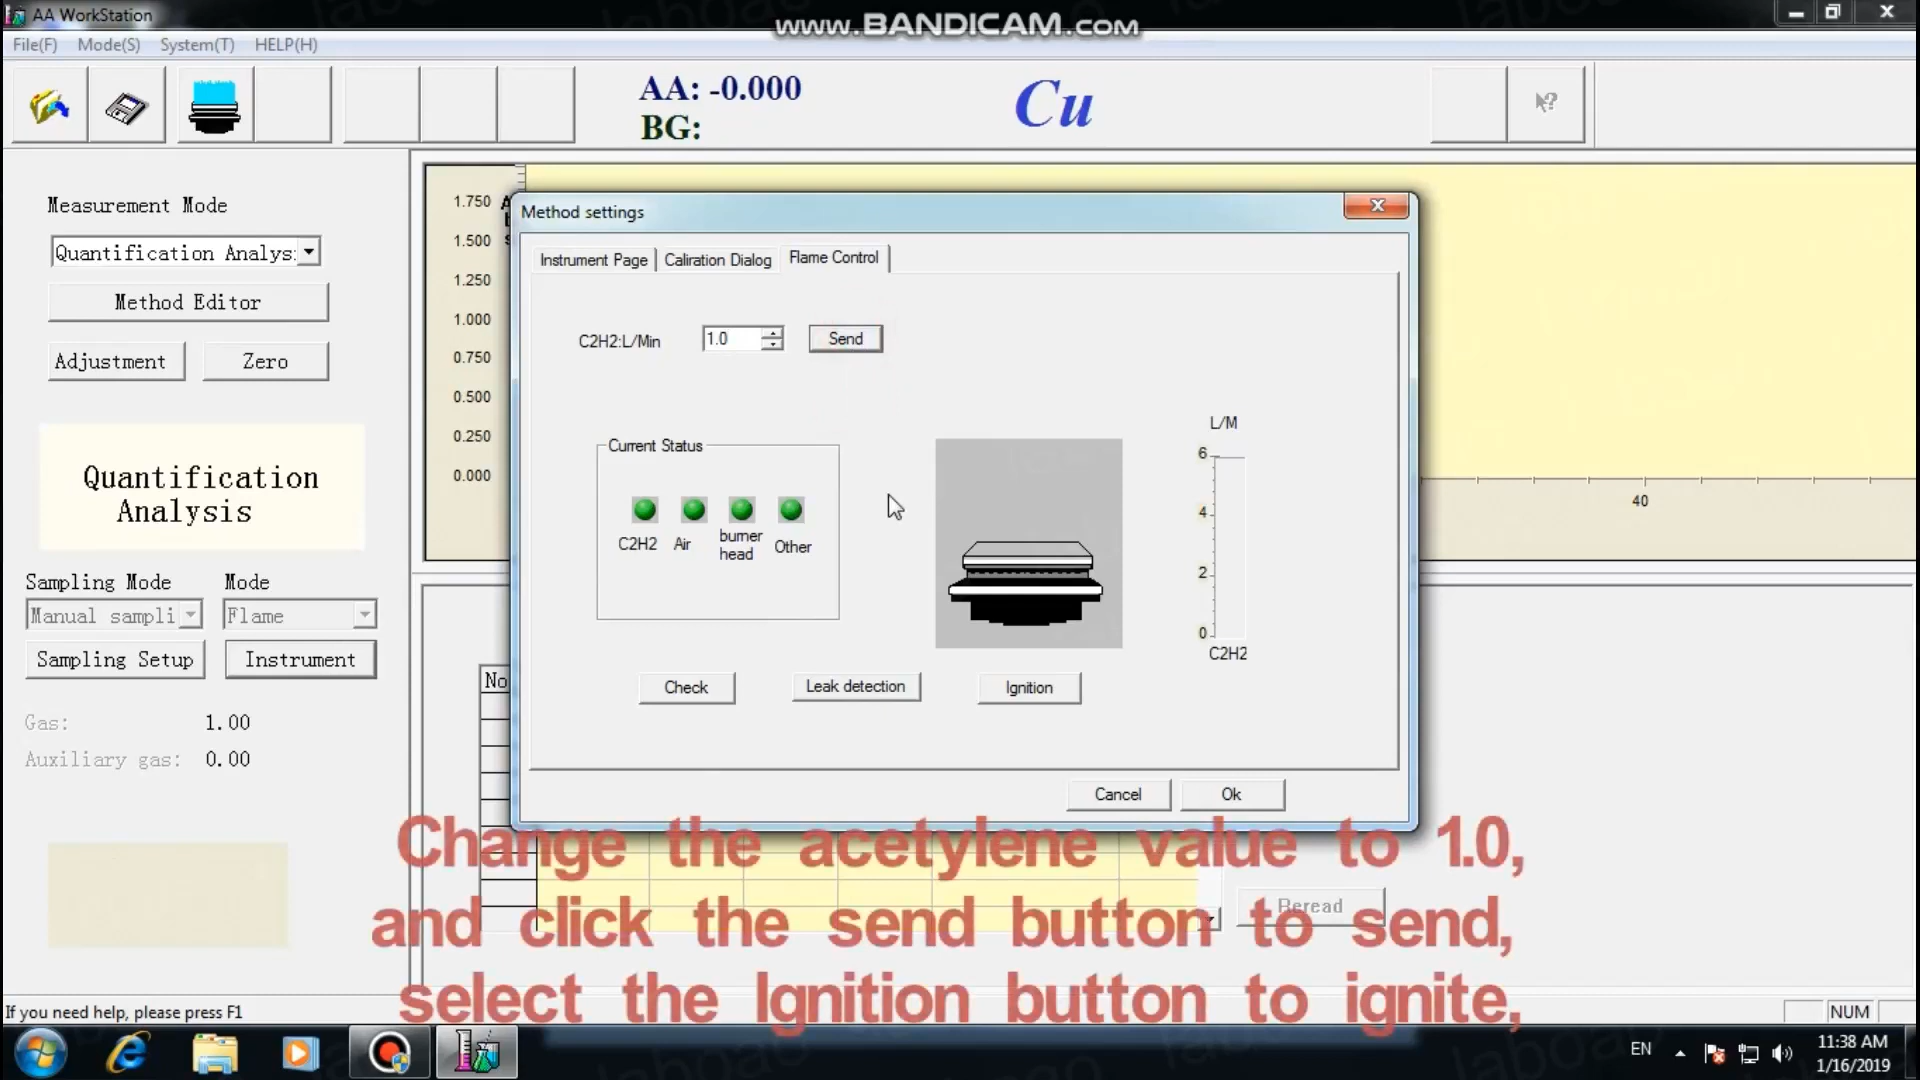 AA WorkStation
www.BANDICAM.com
File(F) Mode(S) System(T) HELP(H)
AA: -0.000
BG:
Cu
Measurement Mode
Quantification Analys:
Method Editor
Adjustment
Zero
Quantification
Analysis
Sampling Mode
Mode
Manual sampli
Flame
Sampling Setup
Instrument
Gas: 1.00
Auxiliary gas: 0.00
1.750
1.500
1.250
1.000
0.750
0.500
0.250
0.000
40
Method settings
Instrument Page
Caliration Dialog
Flame Control
C2H2:L/Min
1.0
Send
Current Status
C2H2
Air
burner
head
Other
L/M
6
4
2
0
C2H2
Check
Leak detection
Ignition
Cancel
Ok
No
Reread
Change the acetylene value to 1.0,
and click the send button to send,
select the Ignition button to ignite,
If you need help, please press F1
NUM
EN
11:38 AM
1/16/2019